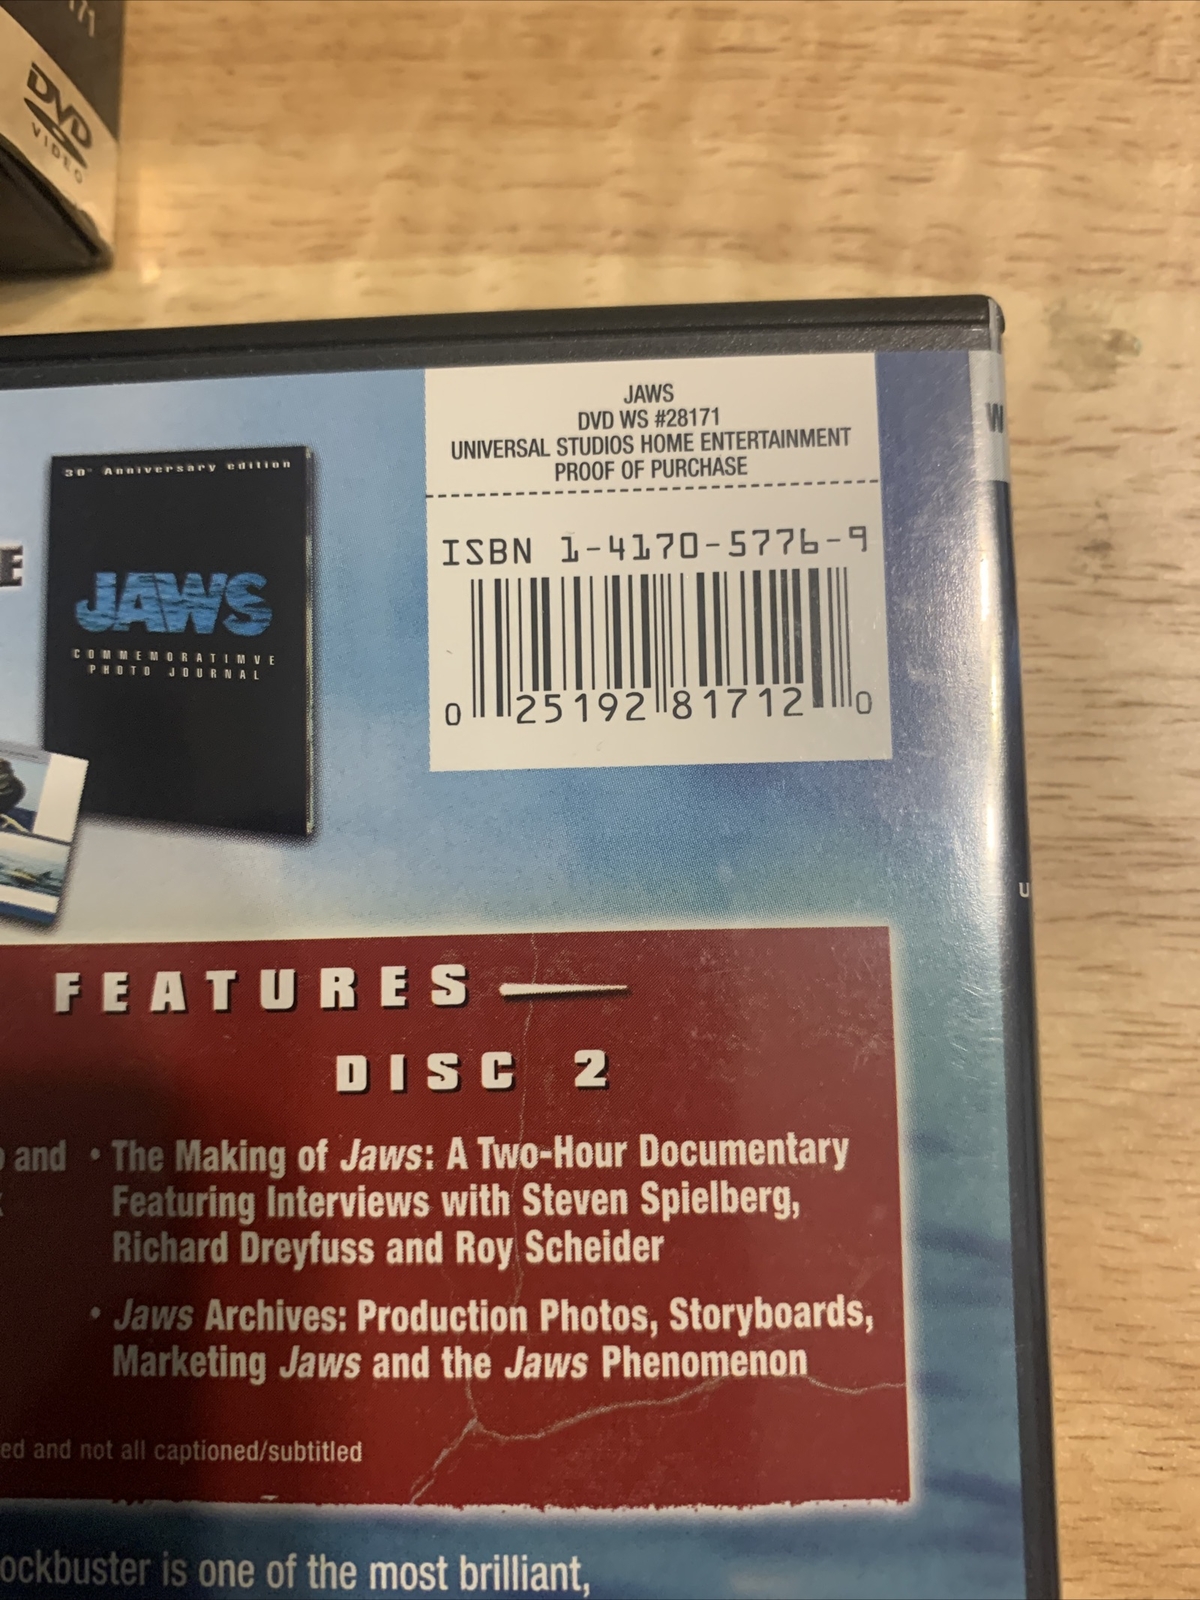 171
DVD
VIDEO
JAWS
DVD WS #28171
UNIVERSAL STUDIOS HOME ENTERTAINMENT
PROOF OF PURCHASE
ISBN 1-4170-5776-9
0 25192 81712 0
W
E
30th Anniversary edition
JAWS
COMMEMORATIMVE
PHOTO JOURNAL
U
FEATURES
DISC 2
and • The Making of Jaws: A Two-Hour Documentary
Featuring Interviews with Steven Spielberg,
Richard Dreyfuss and Roy Scheider
• Jaws Archives: Production Photos, Storyboards,
Marketing Jaws and the Jaws Phenomenon
ed and not all captioned/subtitled
ockbuster is one of the most brilliant,